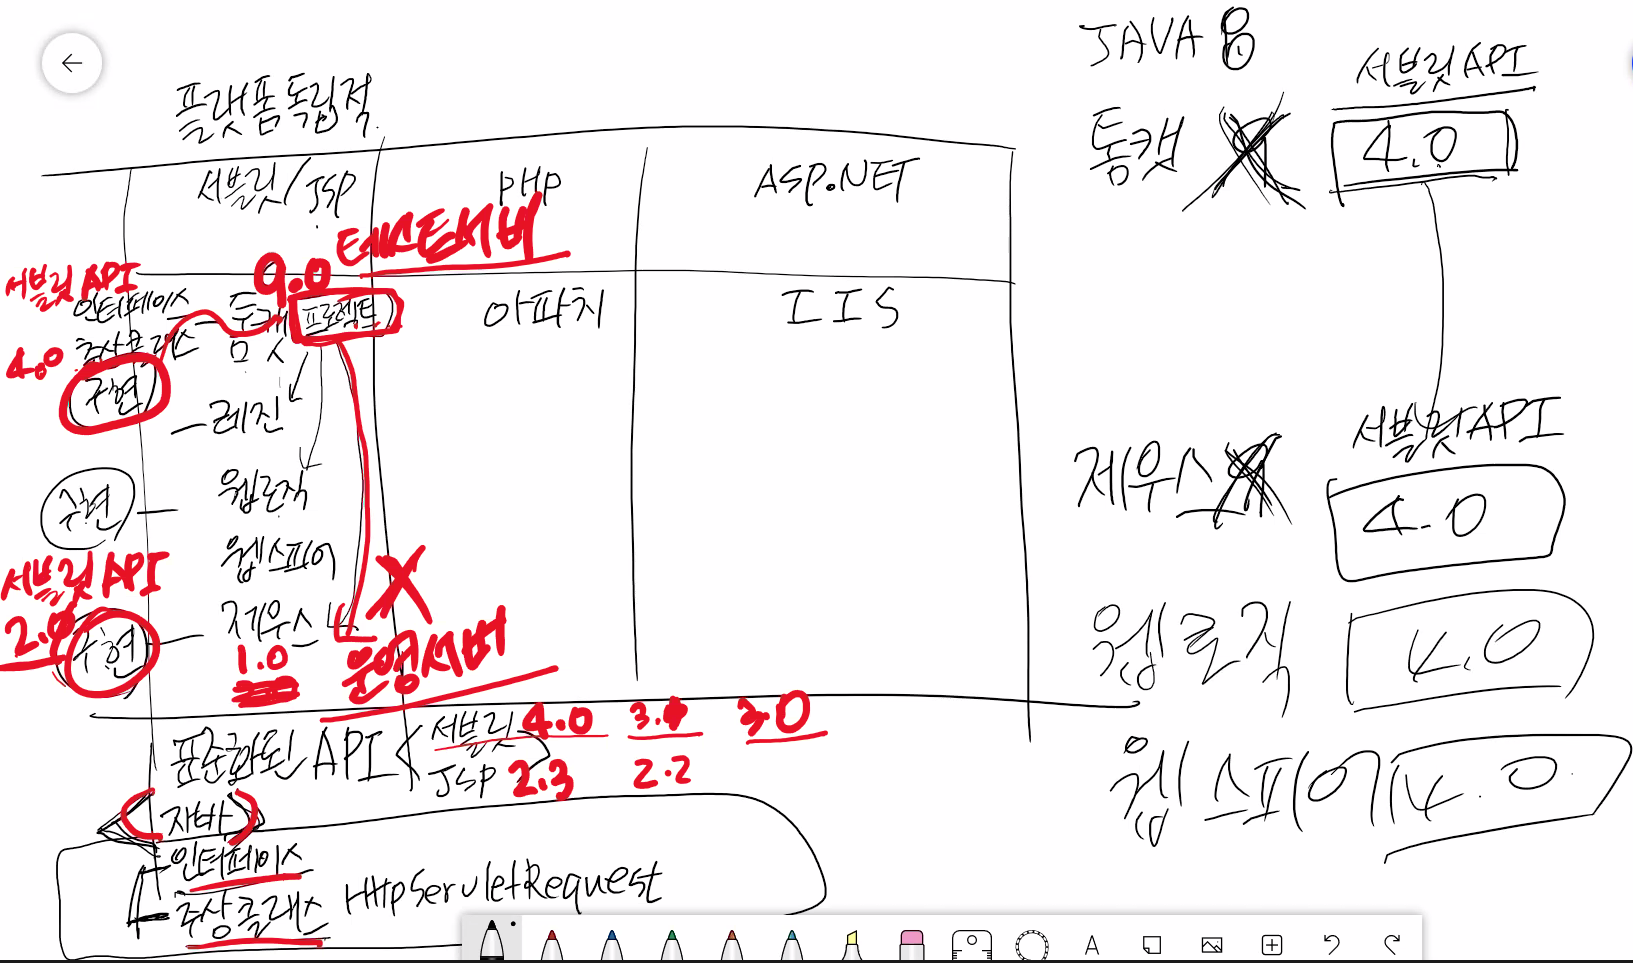 플랫폼 독립적
서블릿/JSP
PHP
ASP.NET
테스트서버
서블릿 API
9.0
인터페이스
톰캣
프로젝트
아파치
IIS
4.0
추상클래스
구현
레진
구현
웹로직
웹스피어
서블릿 API
2.0
구현
제우스
X
1.0
운영서버
표준화된 API
서블릿 4.0 3.0 3.0
JSP 2.3 2.2
(자바)
인터페이스
추상클래스
HttpServletRequest
JAVA 8
서블릿 API
톰캣
4.0
서블릿 API
제우스
4.0
웹로직
4.0
웹스피어
4.0
A